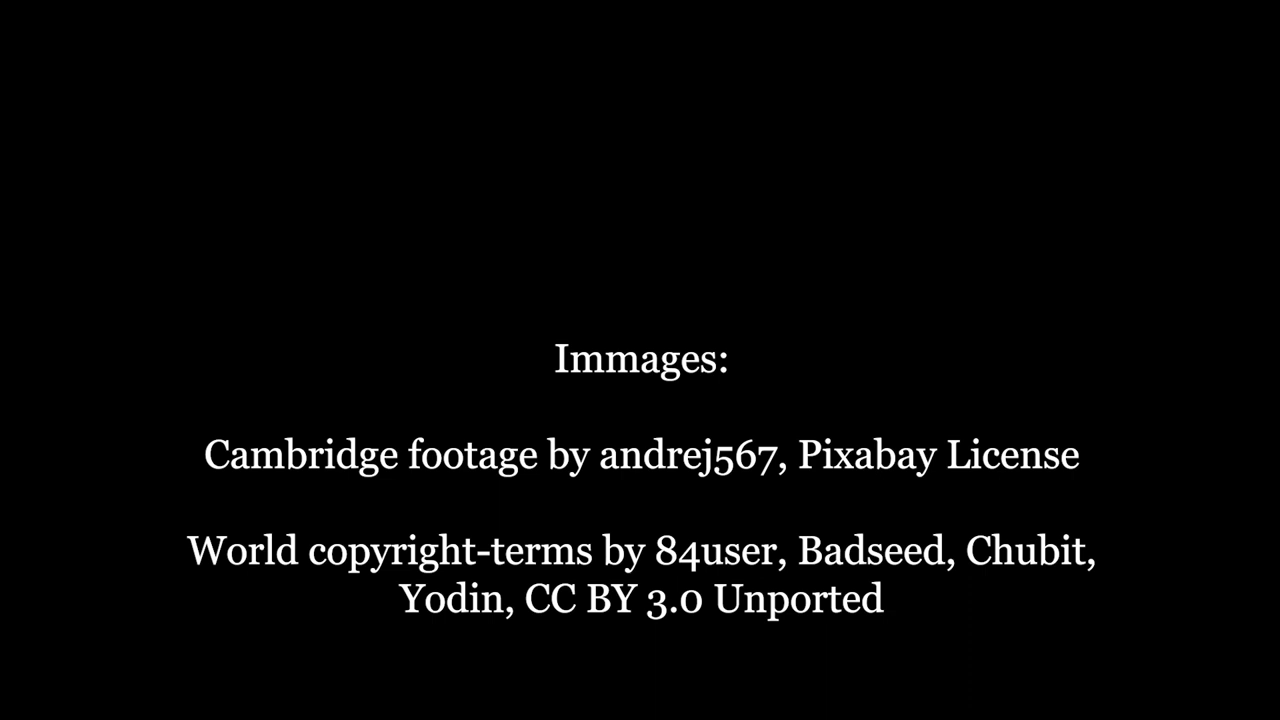 Immages:
Cambridge footage by andrej567, Pixabay License
World copyright-terms by 84user, Badseed, Chubit,
Yodin, CC BY 3.0 Unported